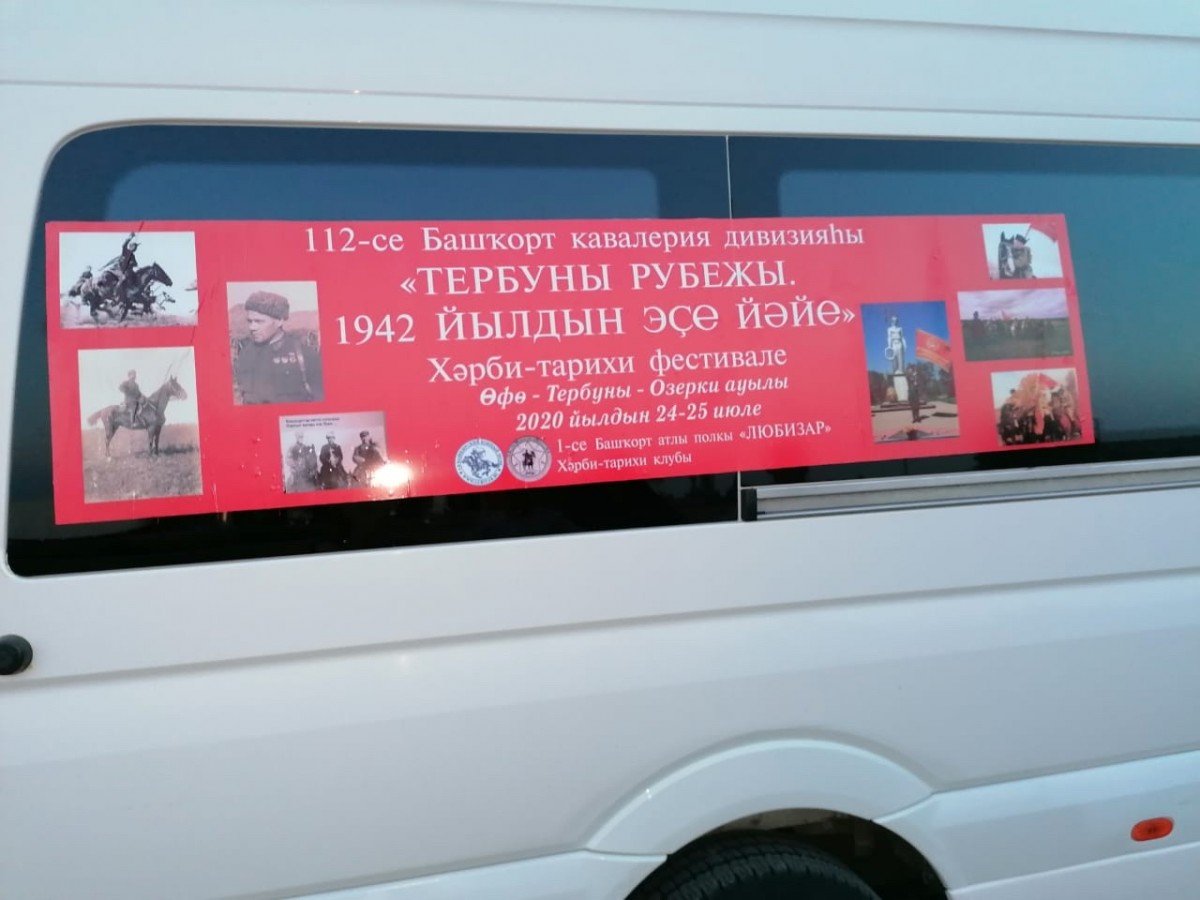 112-се Башҡорт кавалерия дивизияһы
«ТЕРБУНЫ РУБЕЖЫ.
1942 ЙЫЛДЫН ЭҪЕ ЙӘЙЕ»
Хәрби-тарихи фестивале
Өфө - Тербуны - Озерки ауылы
2020 йылдын 24-25 июле
1-се Башҡорт атлы полкы «ЛЮБИЗАР»
Хәрби-тарихи клубы